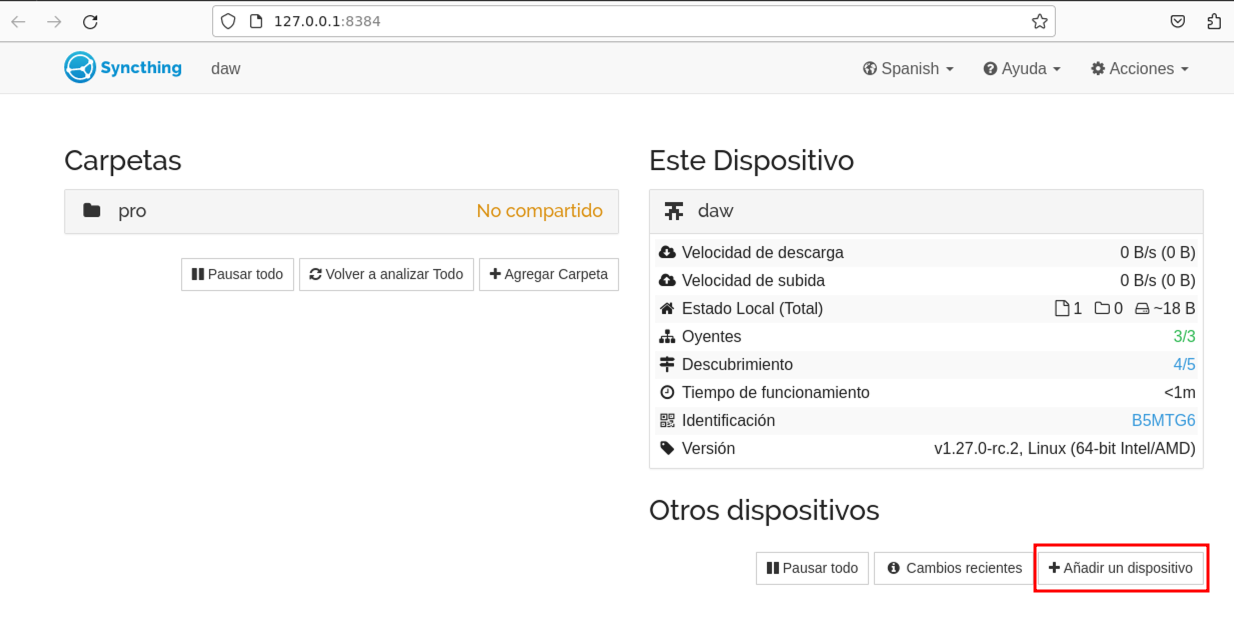 127.0.0.1:8384
Syncthing daw Spanish Ayuda Acciones
Carpetas
pro No compartido
Pausar todo Volver a analizar Todo Agregar Carpeta
Este Dispositivo
daw
Velocidad de descarga 0 B/s (0 B)
Velocidad de subida 0 B/s (0 B)
Estado Local (Total) 1 0 ~18 B
Oyentes 3/3
Descubrimiento 4/5
Tiempo de funcionamiento <1m
Identificación B5MTG6
Versión v1.27.0-rc.2, Linux (64-bit Intel/AMD)
Otros dispositivos
Pausar todo Cambios recientes Añadir un dispositivo